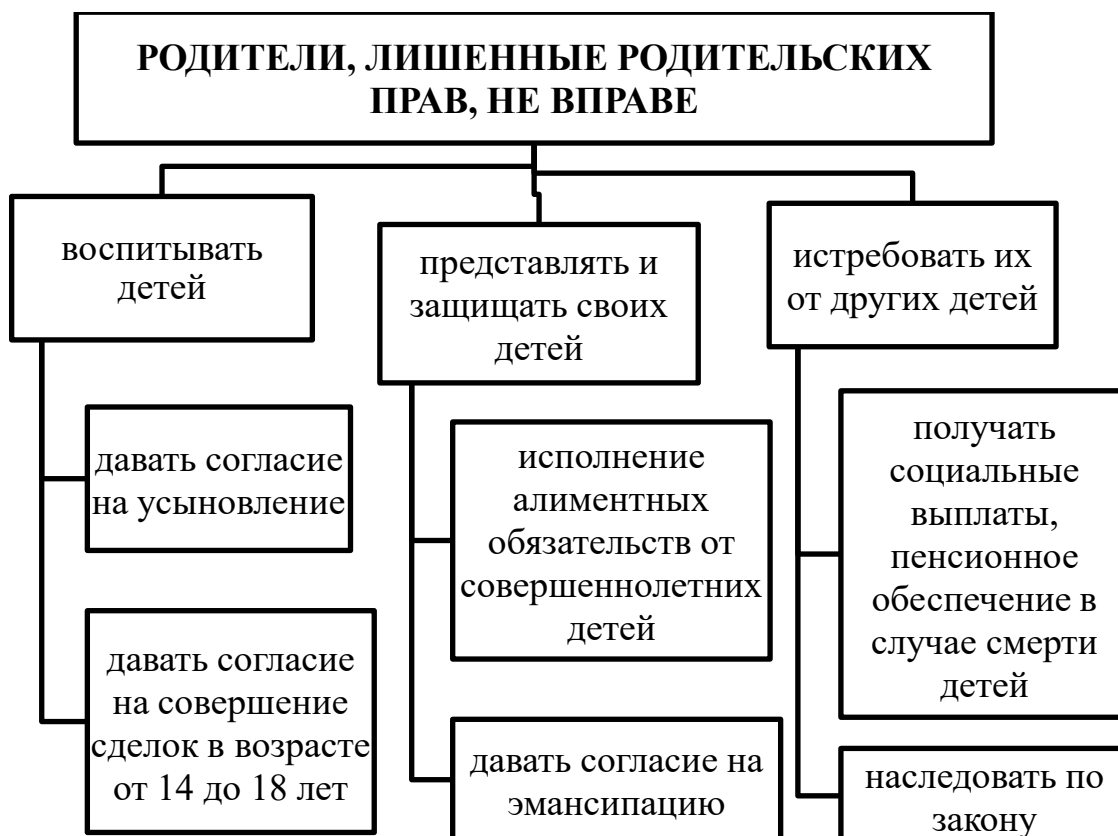 РОДИТЕЛИ, ЛИШЕННЫЕ РОДИТЕЛЬСКИХ
ПРАВ, НЕ ВПРАВЕ
воспитывать
детей
давать согласие
на усыновление
давать согласие
на совершение
сделок в возрасте
от 14 до 18 лет
представлять и
защищать своих
детей
исполнение
алиментных
обязательств от
совершеннолетних
детей
давать согласие на
эмансипацию
истребовать их
от других детей
получать
социальные
выплаты,
пенсионное
обеспечение в
случае смерти
детей
наследовать по
закону